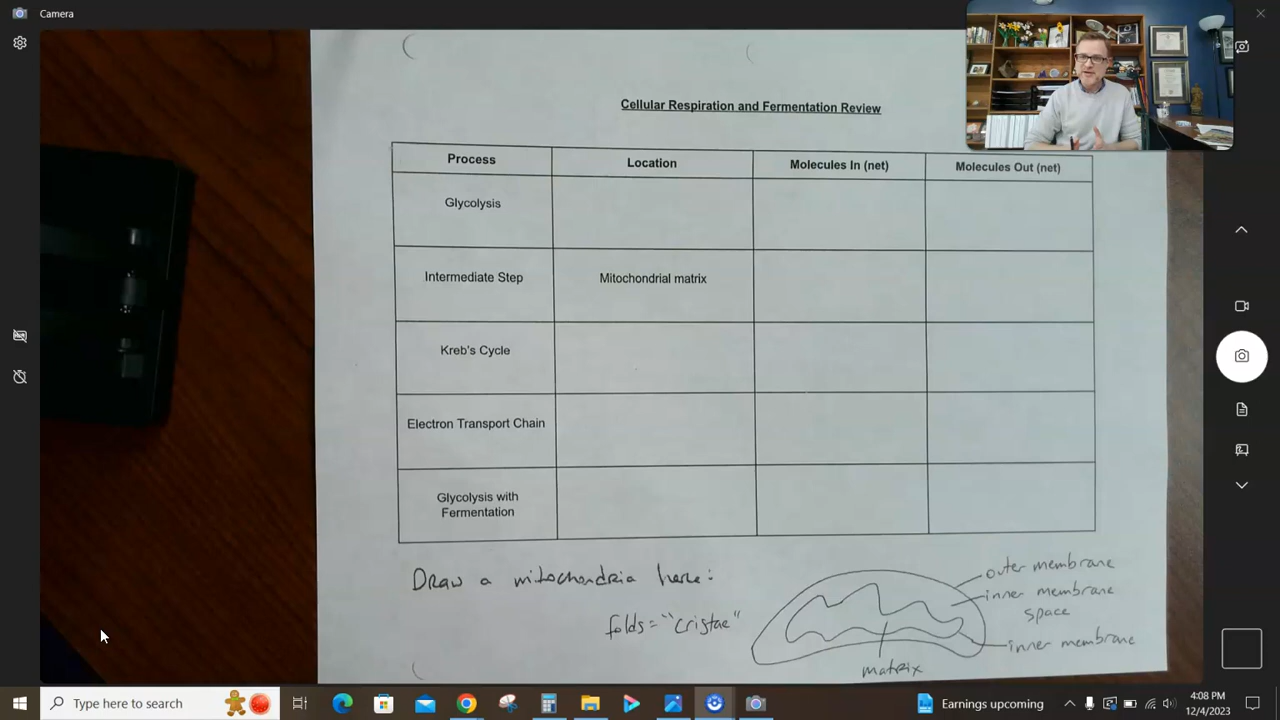 Camera
Cellular Respiration and Fermentation Review
Process Location Molecules In (net) Molecules Out (net)
Glycolysis
Intermediate Step Mitochondrial matrix
Kreb's Cycle
Electron Transport Chain
Glycolysis with
Fermentation
Draw a mitochondria here:
folds = "cristae"
outer membrane
inner membrane
space
inner membrane
matrix
Type here to search
Earnings upcoming
4:08 PM
12/4/2023